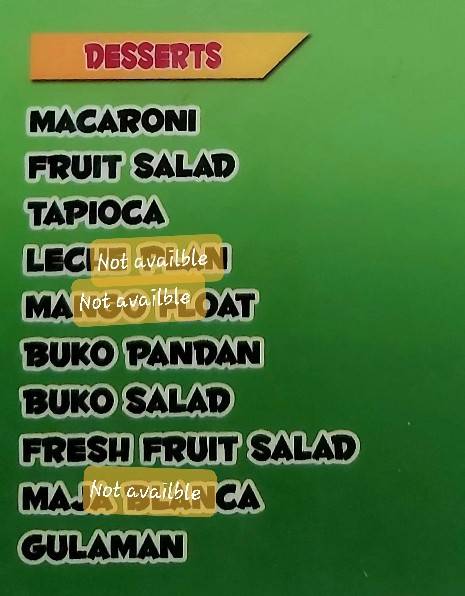 DESSERTS
MACARONI
FRUIT SALAD
TAPIOCA
LECHE PLAN Not availble
MANGO FLOAT Not availble
BUKO PANDAN
BUKO SALAD
FRESH FRUIT SALAD
MAJA BLANCA Not availble
GULAMAN